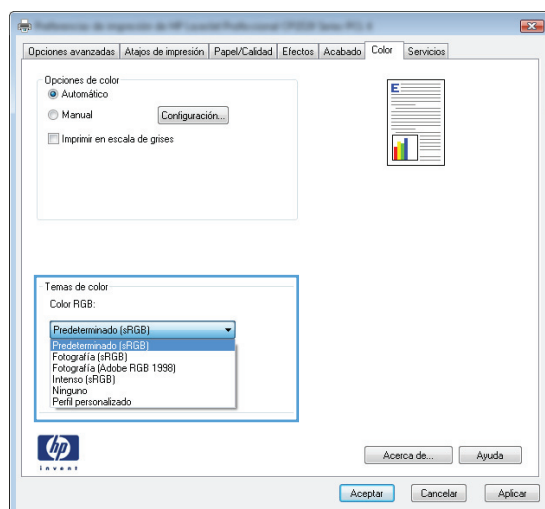 Opciones avanzadas Atajos de impresión Papel/Calidad Efectos Acabado Color Servicios
Opciones de color
Automático
Manual Configuración...
Imprimir en escala de grises
E
Temas de color
Color RGB:
Predeterminado (sRGB)
Predeterminado (sRGB)
Fotografía (sRGB)
Fotografía (Adobe RGB 1998)
Intenso (sRGB)
Ninguno
Perfil personalizado
hp
invent
Acerca de... Ayuda
Aceptar Cancelar Aplicar